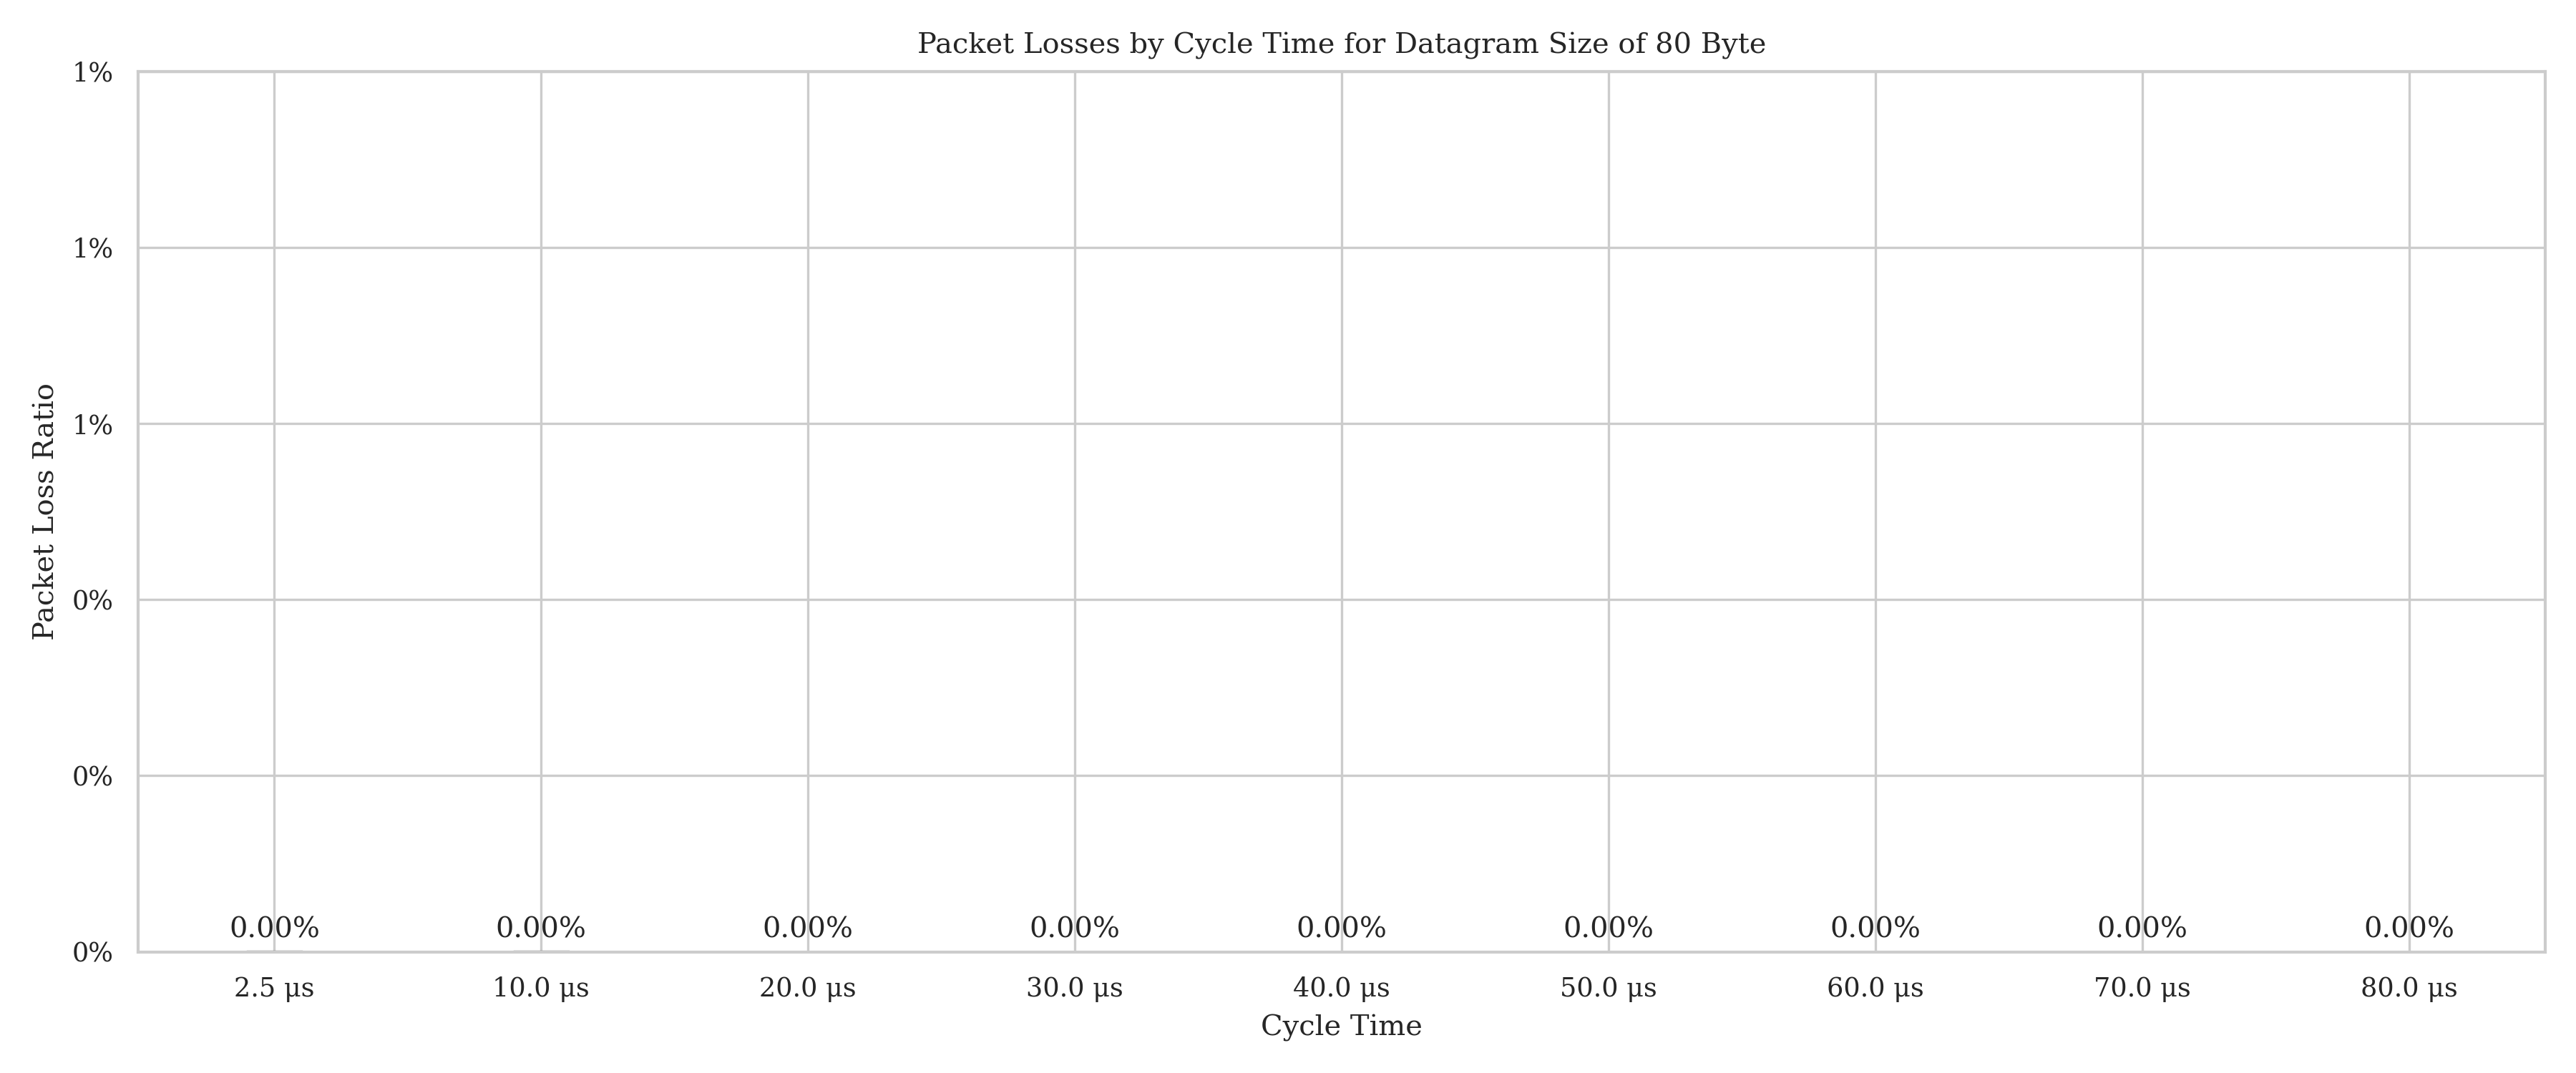 Packet Losses by Cycle Time for Datagram Size of 80 Byte
Packet Loss Ratio
1%
1%
1%
0%
0%
0%
0.00% 0.00% 0.00% 0.00% 0.00% 0.00% 0.00% 0.00% 0.00%
2.5 µs 10.0 µs 20.0 µs 30.0 µs 40.0 µs 50.0 µs 60.0 µs 70.0 µs 80.0 µs
Cycle Time